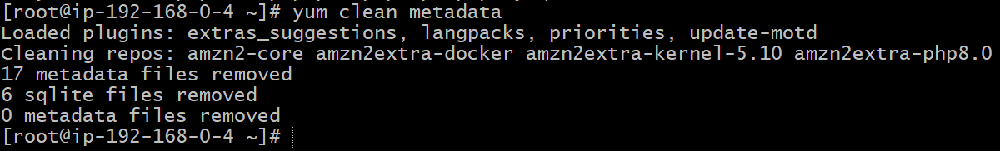 [root@ip-192-168-0-4 ~]# yum clean metadata
Loaded plugins: extras_suggestions, langpacks, priorities, update-motd
Cleaning repos: amzn2-core amzn2extra-docker amzn2extra-kernel-5.10 amzn2extra-php8.0
17 metadata files removed
6 sqlite files removed
0 metadata files removed
[root@ip-192-168-0-4 ~]#